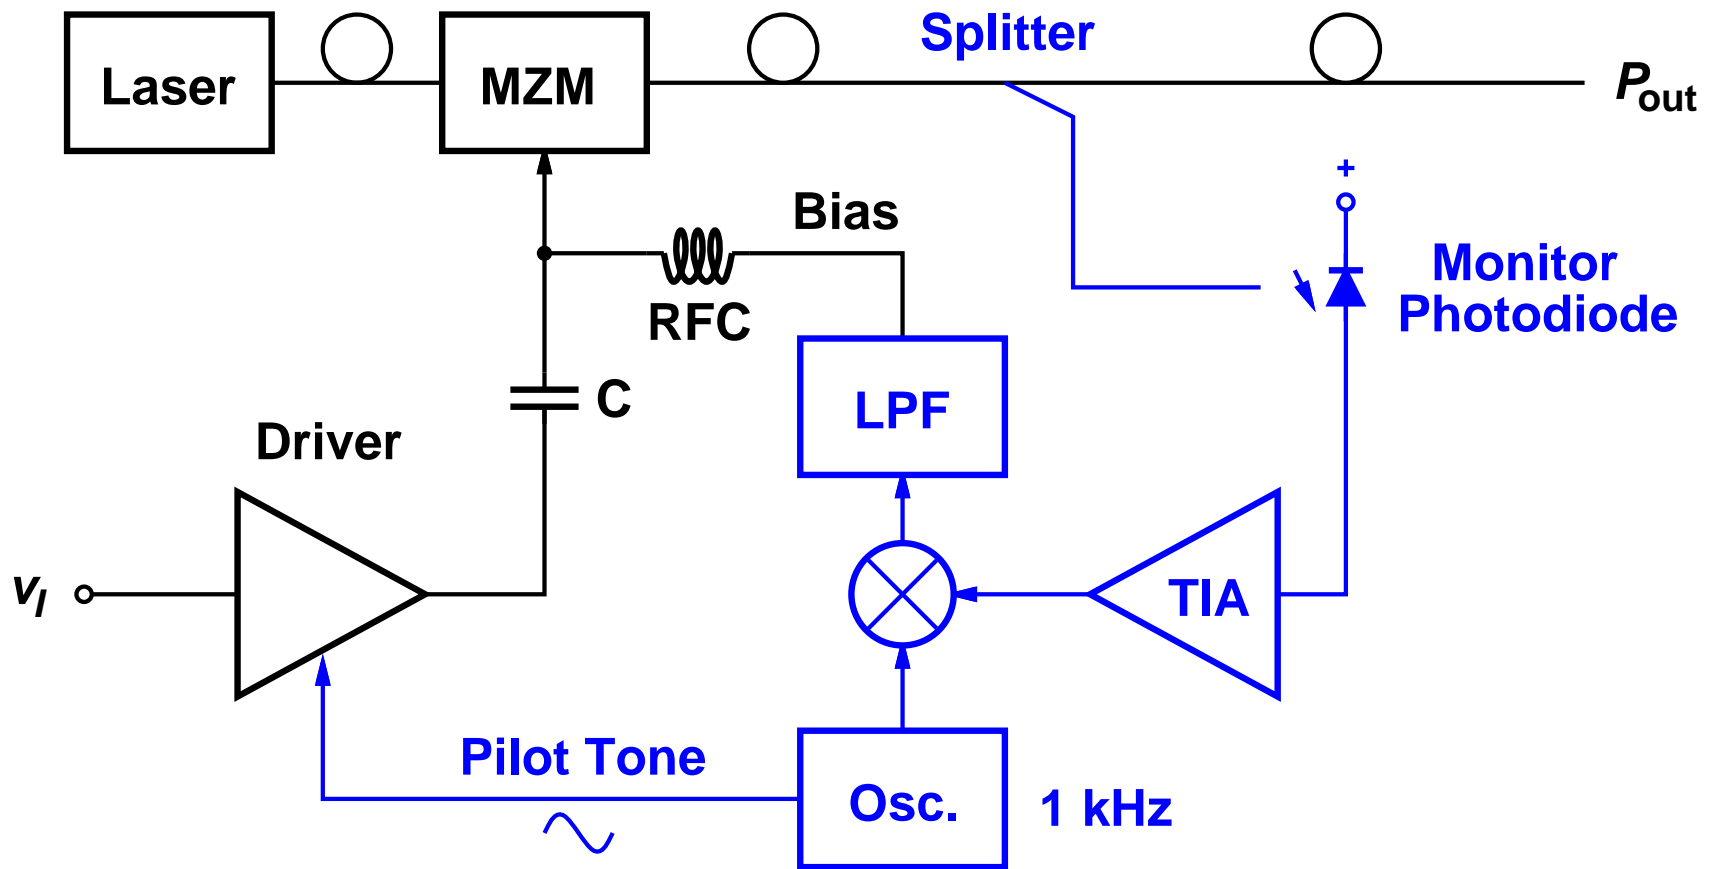 Splitter
Laser
MZM
Pout
+
Bias
Monitor
Photodiode
RFC
C
LPF
Driver
vI
TIA
Pilot Tone
Osc.
1 kHz